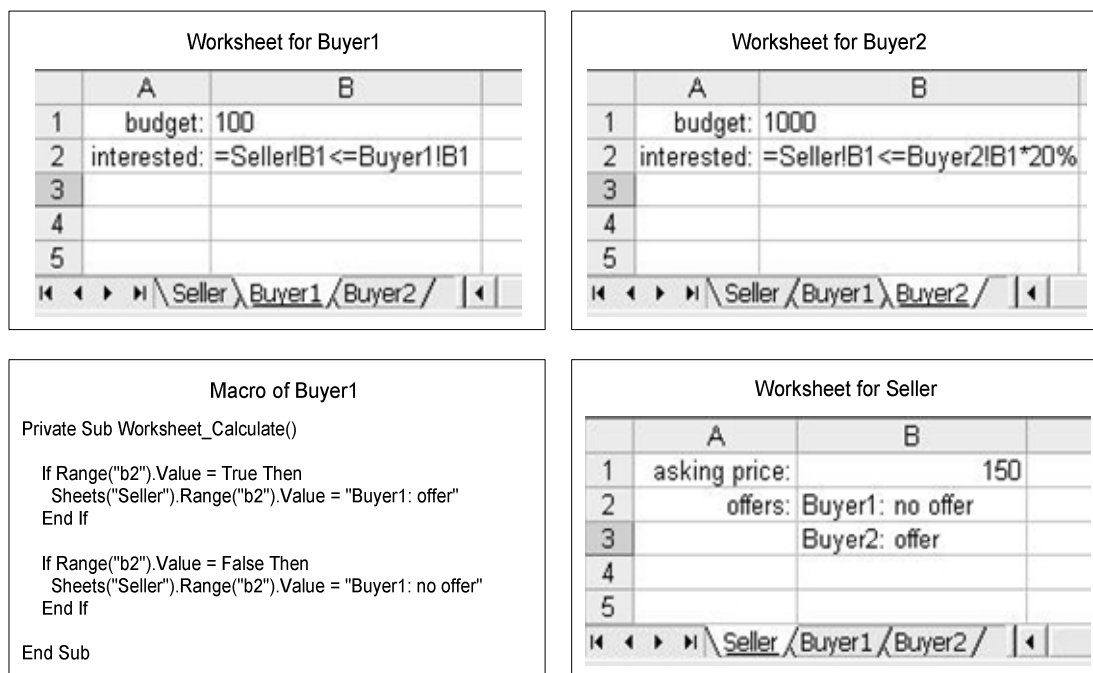 Worksheet for Buyer1
A B
1 budget: 100
2 interested: =Seller!B1<=Buyer1!B1
3
4
5
Seller Buyer1 Buyer2
Worksheet for Buyer2
A B
1 budget: 1000
2 interested: =Seller!B1<=Buyer2!B1*20%
3
4
5
Seller Buyer1 Buyer2
Macro of Buyer1
Private Sub Worksheet_Calculate()
If Range("b2").Value = True Then
Sheets("Seller").Range("b2").Value = "Buyer1: offer"
End If
If Range("b2").Value = False Then
Sheets("Seller").Range("b2").Value = "Buyer1: no offer"
End If
End Sub
Worksheet for Seller
A B
1 asking price: 150
2 offers: Buyer1: no offer
3 Buyer2: offer
4
5
Seller Buyer1 Buyer2